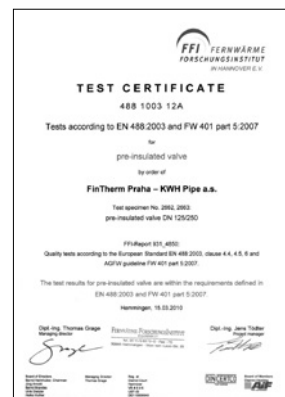 FFI FERNWÄRME
FORSCHUNGSINSTITUT
IN HANNOVER E.V.
TEST CERTIFICATE
488 1003 12A
Tests according to EN 488:2003 and FW 401 part 5:2007
for
pre-insulated valve
by order of
FinTherm Praha – KWH Pipe a.s.
Test specimen No. 2862, 2863:
pre-insulated valve DN 125/250
Quality tests according to the European Standard EN 488:2003, clause 4.4, 4.5, 6 and
AGFW guideline FW 401 part 5:2007.
The test results for pre-insulated valve are within the requirements defined in
EN 488:2003 and FW 401 part 5:2007.
Hemmingen, 18.03.2010
Dipl.-Ing. Thomas Grage
Managing director
Dipl.-Ing. Jens Tödter
Project manager